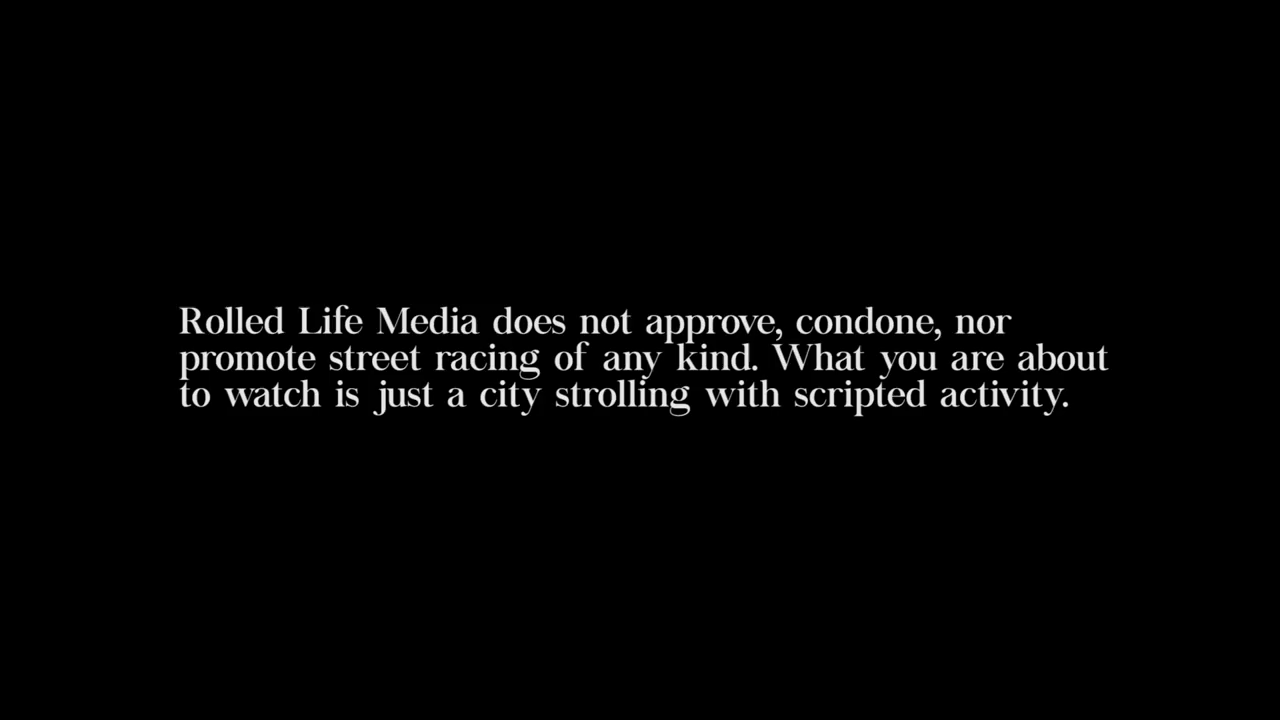 Rolled Life Media does not approve, condone, nor
promote street racing of any kind. What you are about
to watch is just a city strolling with scripted activity.